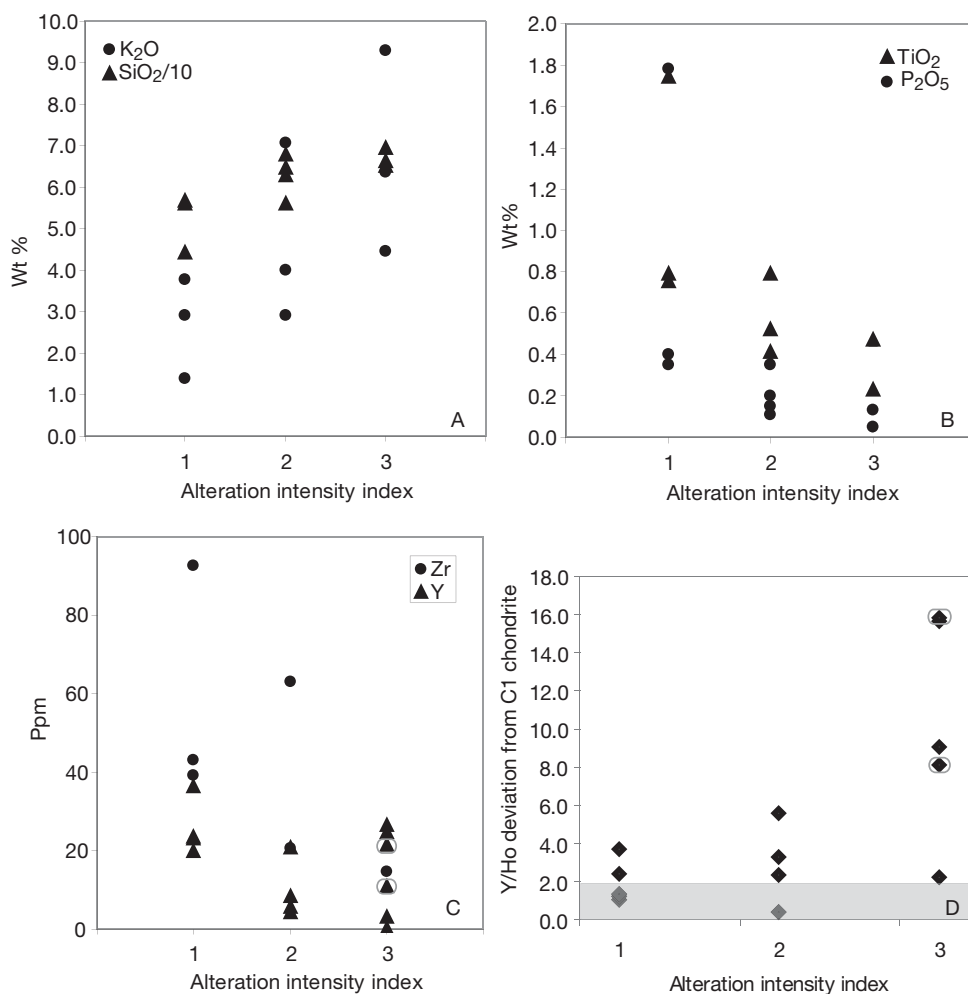 10.0
9.0
8.0
7.0
6.0
5.0
4.0
3.0
2.0
1.0
0.0
Wt %
K2O
SiO2/10
A
1 2 3
Alteration intensity index
2.0
1.8
1.6
1.4
1.2
1.0
0.8
0.6
0.4
0.2
0.0
Wt%
TiO2
P2O5
B
1 2 3
Alteration intensity index
100
80
60
40
20
0
Ppm
Zr
Y
C
1 2 3
Alteration intensity index
18.0
16.0
14.0
12.0
10.0
8.0
6.0
4.0
2.0
0.0
Y/Ho deviation from C1 chondrite
D
1 2 3
Alteration intensity index